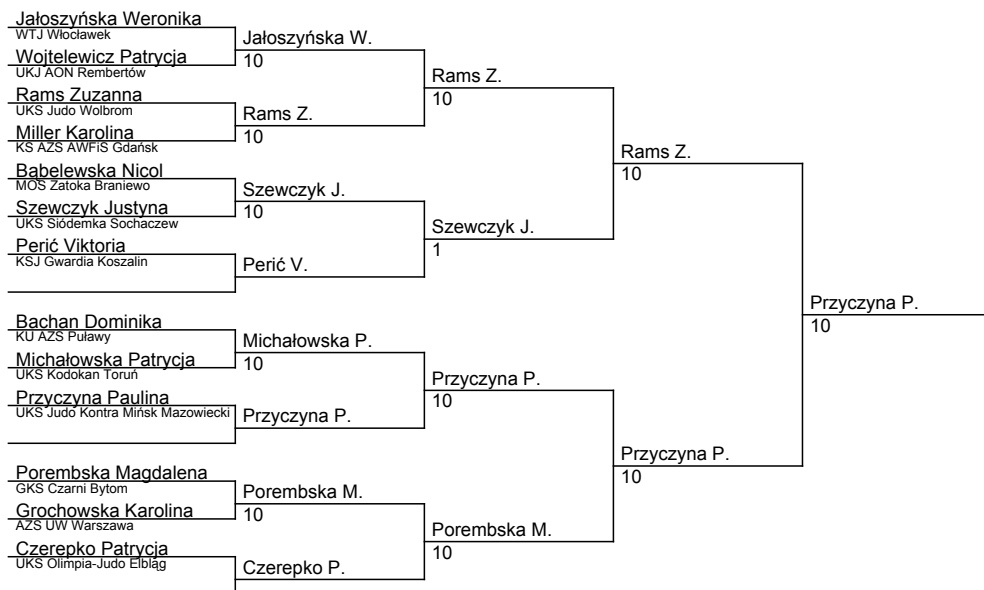 Jałoszyńska Weronika
WTJ Włocławek
Wojtelewicz Patrycja
UKJ AON Rembertów
Rams Zuzanna
UKS Judo Wolbrom
Miller Karolina
KS AZS AWFiS Gdańsk
Bąbelewska Nicol
MOS Zatoka Braniewo
Szewczyk Justyna
UKS Siódemka Sochaczew
Perić Viktoria
KSJ Gwardia Koszalin
Bachan Dominika
KU AZS Puławy
Michałowska Patrycja
UKS Kodokan Toruń
Przyczyna Paulina
UKS Judo Kontra Mińsk Mazowiecki
Porembska Magdalena
GKS Czarni Bytom
Grochowska Karolina
AZS UW Warszawa
Czerepko Patrycja
UKS Olimpia-Judo Elbląg
Jałoszyńska W.
10
Rams Z.
10
Szewczyk J.
10
Perić V.
Michałowska P.
10
Przyczyna P.
Porembska M.
10
Czerepko P.
Rams Z.
10
Szewczyk J.
1
Przyczyna P.
10
Porembska M.
10
Rams Z.
10
Przyczyna P.
10
Przyczyna P.
10